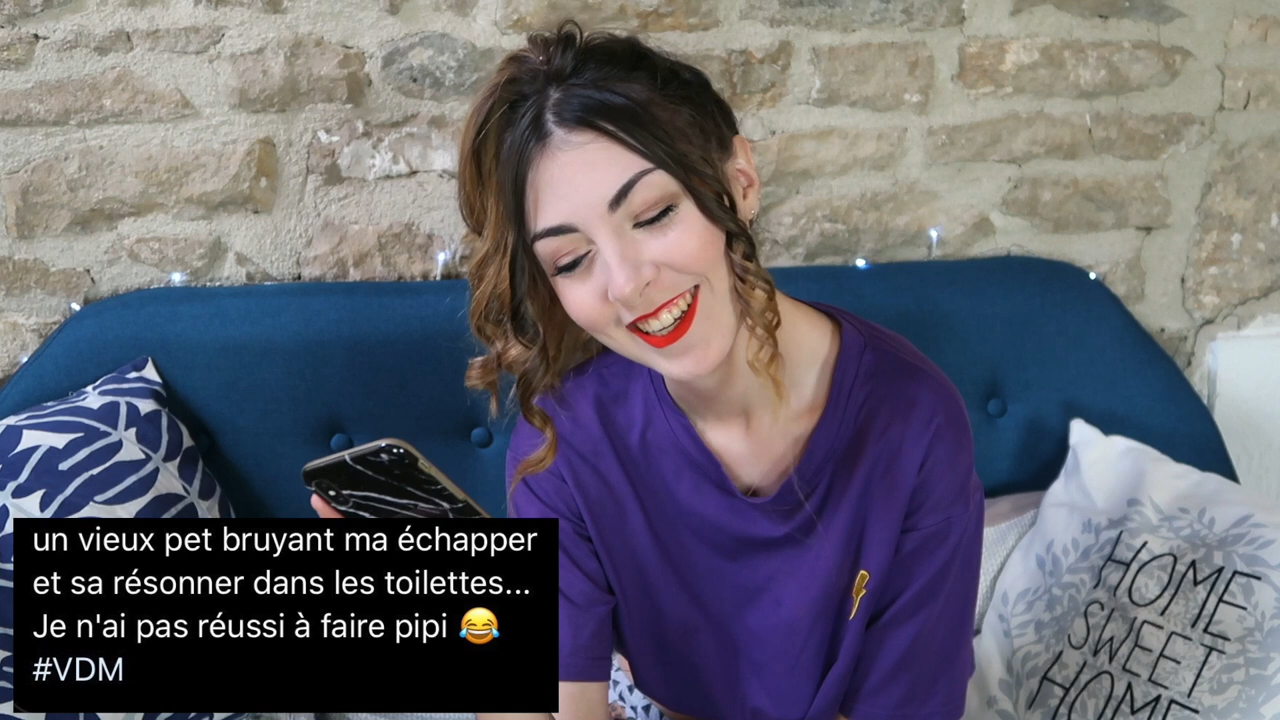 un vieux pet bruyant ma échapper
et sa résonner dans les toilettes...
Je n'ai pas réussi à faire pipi 😂
#VDM
HOME
SWEET
HOME